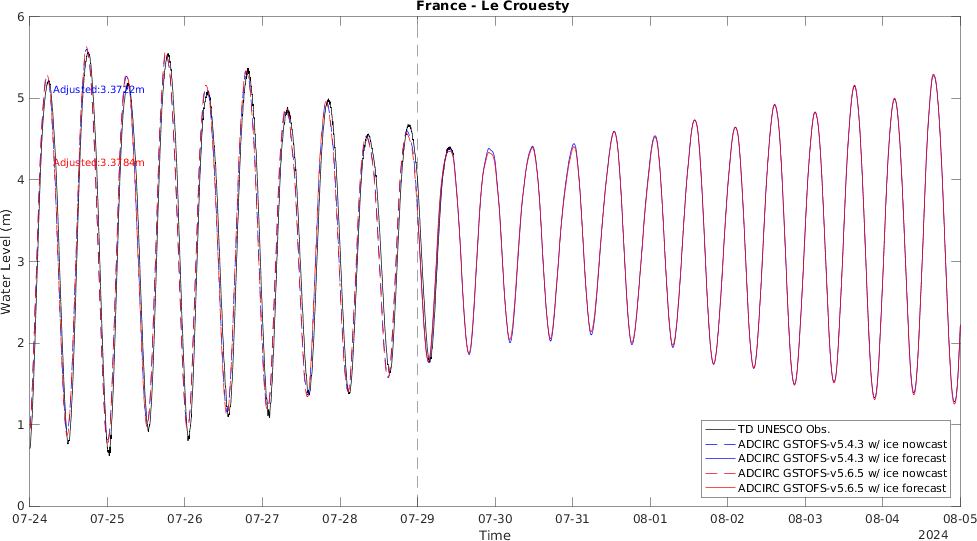 France - Le Crouesty
6
5
4
3
2
1
0
Water Level (m)
Adjusted:3.3722m
Adjusted:3.3784m
TD UNESCO Obs.
ADCIRC GSTOFS-v5.4.3 w/ ice nowcast
ADCIRC GSTOFS-v5.4.3 w/ ice forecast
ADCIRC GSTOFS-v5.6.5 w/ ice nowcast
ADCIRC GSTOFS-v5.6.5 w/ ice forecast
07-24 07-25 07-26 07-27 07-28 07-29 07-30 07-31 08-01 08-02 08-03 08-04 08-05
Time
2024